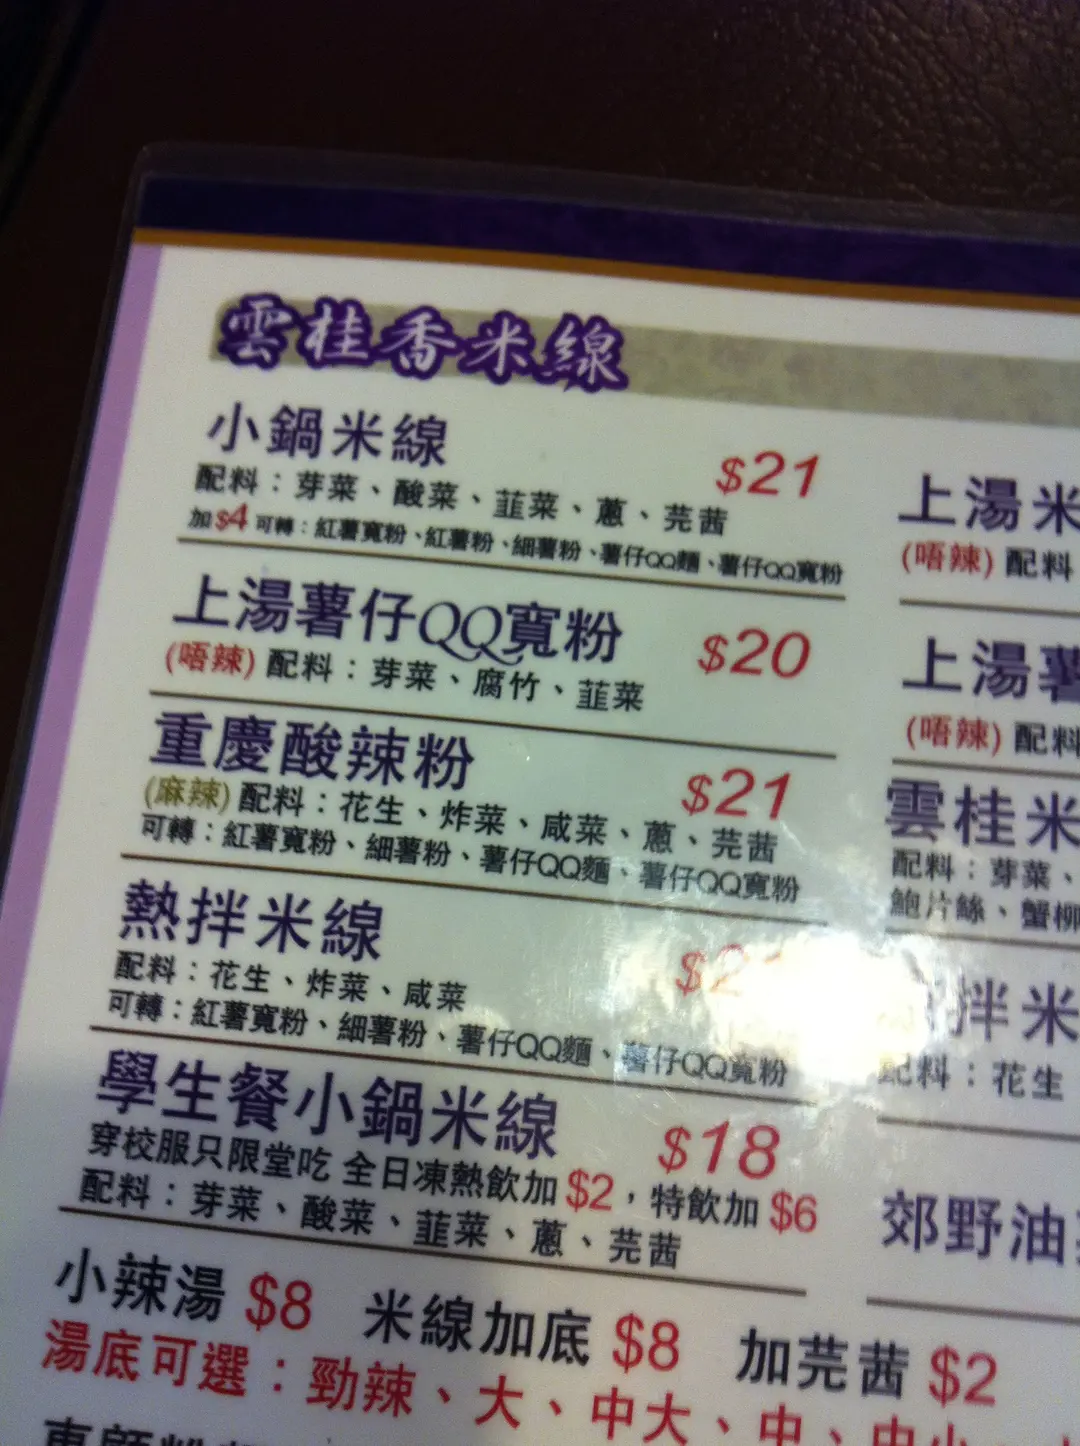 雲桂香米線
小鍋米線 $21
配料：芽菜、酸菜、韮菜、蔥、芫茜
加$4可轉：紅薯寬粉、紅薯粉、細薯粉、薯仔QQ麵、薯仔QQ寬粉
上湯薯仔QQ寬粉 $20
(唔辣) 配料：芽菜、腐竹、韮菜
重慶酸辣粉 $21
(麻辣) 配料：花生、炸菜、咸菜、蔥、芫茜
可轉：紅薯寬粉、細薯粉、薯仔QQ麵、薯仔QQ寬粉
熱拌米線
配料：花生、炸菜、咸菜
可轉：紅薯寬粉、細薯粉、薯仔QQ麵、薯仔QQ寬粉
學生餐小鍋米線 $18
穿校服只限堂吃 全日凍熱飲加$2，特飲加$6
配料：芽菜、酸菜、韮菜、蔥、芫茜
小辣湯 $8 米線加底 $8 加芫茜 $2
湯底可選：勁辣、大、中大、中、中小、
上湯米
(唔辣) 配料
上湯薯
(唔辣) 配料
雲桂米
配料：芽菜、
鮑片絲、蟹柳
拌米
配料：花生
郊野油